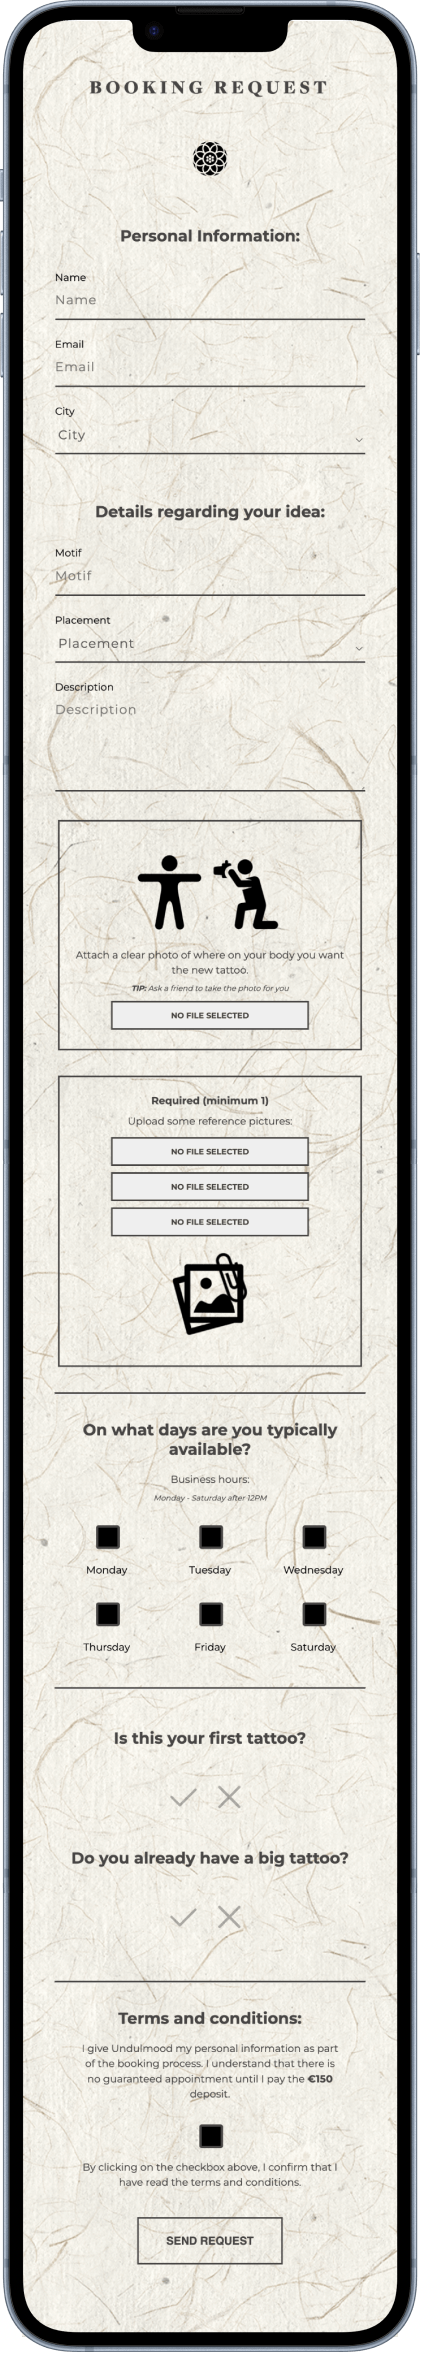 BOOKING REQUEST
Personal Information:
Name
Name
Email
Email
City
City
Details regarding your idea:
Motif
Motif
Placement
Placement
Description
Description
Attach a clear photo of where on your body you want
the new tattoo.
TIP: Ask a friend to take the photo for you
NO FILE SELECTED
Required (minimum 1)
Upload some reference pictures:
NO FILE SELECTED
NO FILE SELECTED
NO FILE SELECTED
On what days are you typically
available?
Business hours:
Monday - Saturday after 12PM
Monday Tuesday Wednesday
Thursday Friday Saturday
Is this your first tattoo?
Do you already have a big tattoo?
Terms and conditions:
I give Undulmood my personal information as part
of the booking process. I understand that there is
no guaranteed appointment until I pay the €150
deposit.
By clicking on the checkbox above, I confirm that I
have read the terms and conditions.
SEND REQUEST